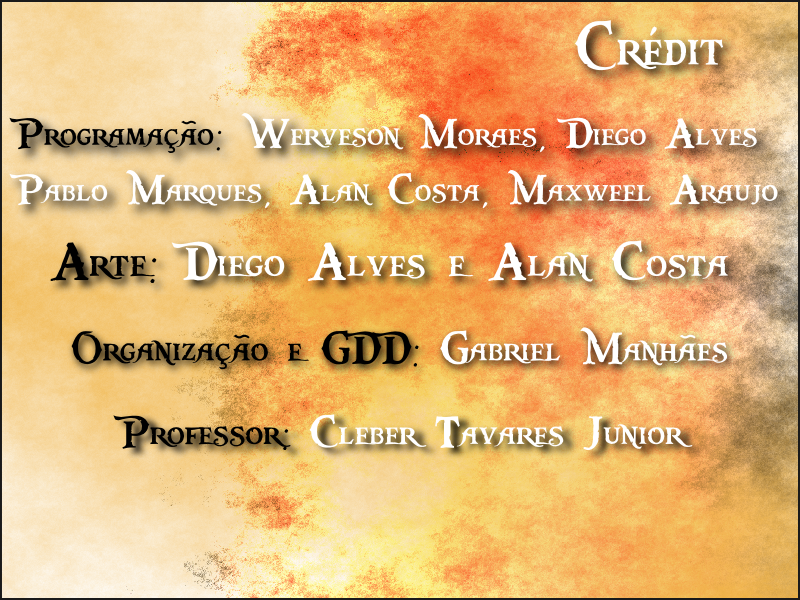 Crédit
Programação: Werveson Moraes, Diego Alves
Pablo Marques, Alan Costa, Maxweel Araujo
Arte: Diego Alves e Alan Costa
Organização e GDD: Gabriel Manhães
Professor: Cleber Tavares Junior